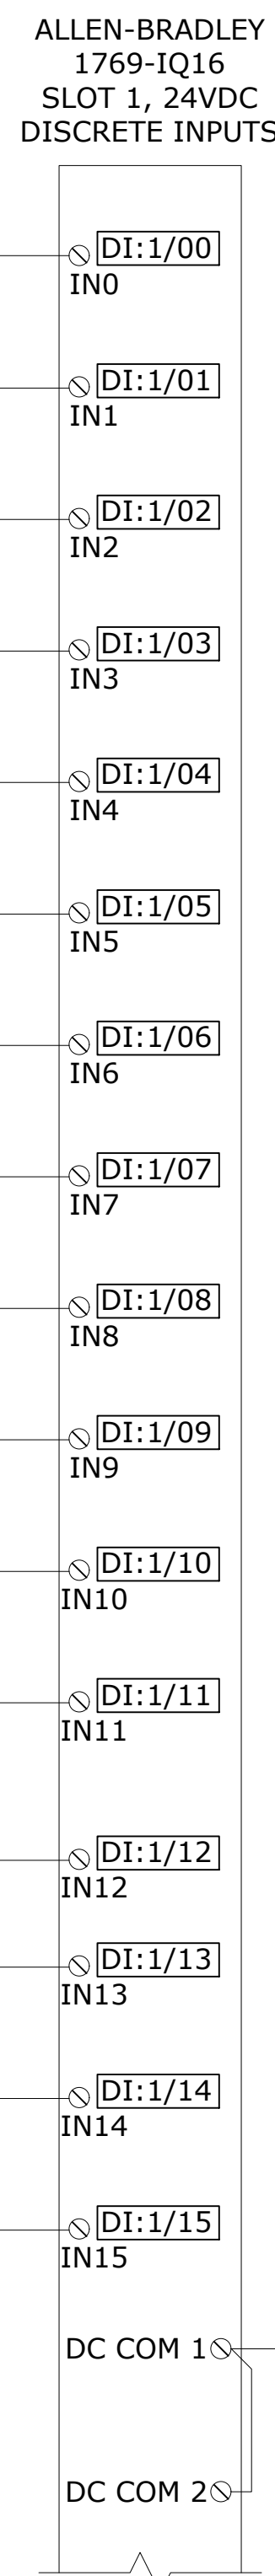 ALLEN-BRADLEY
1769-IQ16
SLOT 1, 24VDC
DISCRETE INPUTS
DI:1/00
IN0
DI:1/01
IN1
DI:1/02
IN2
DI:1/03
IN3
DI:1/04
IN4
DI:1/05
IN5
DI:1/06
IN6
DI:1/07
IN7
DI:1/08
IN8
DI:1/09
IN9
DI:1/10
IN10
DI:1/11
IN11
DI:1/12
IN12
DI:1/13
IN13
DI:1/14
IN14
DI:1/15
IN15
DC COM 1
DC COM 2